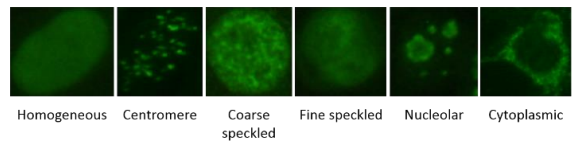 Homogeneous Centromere Coarse Fine speckled Nucleolar Cytoplasmic
speckled